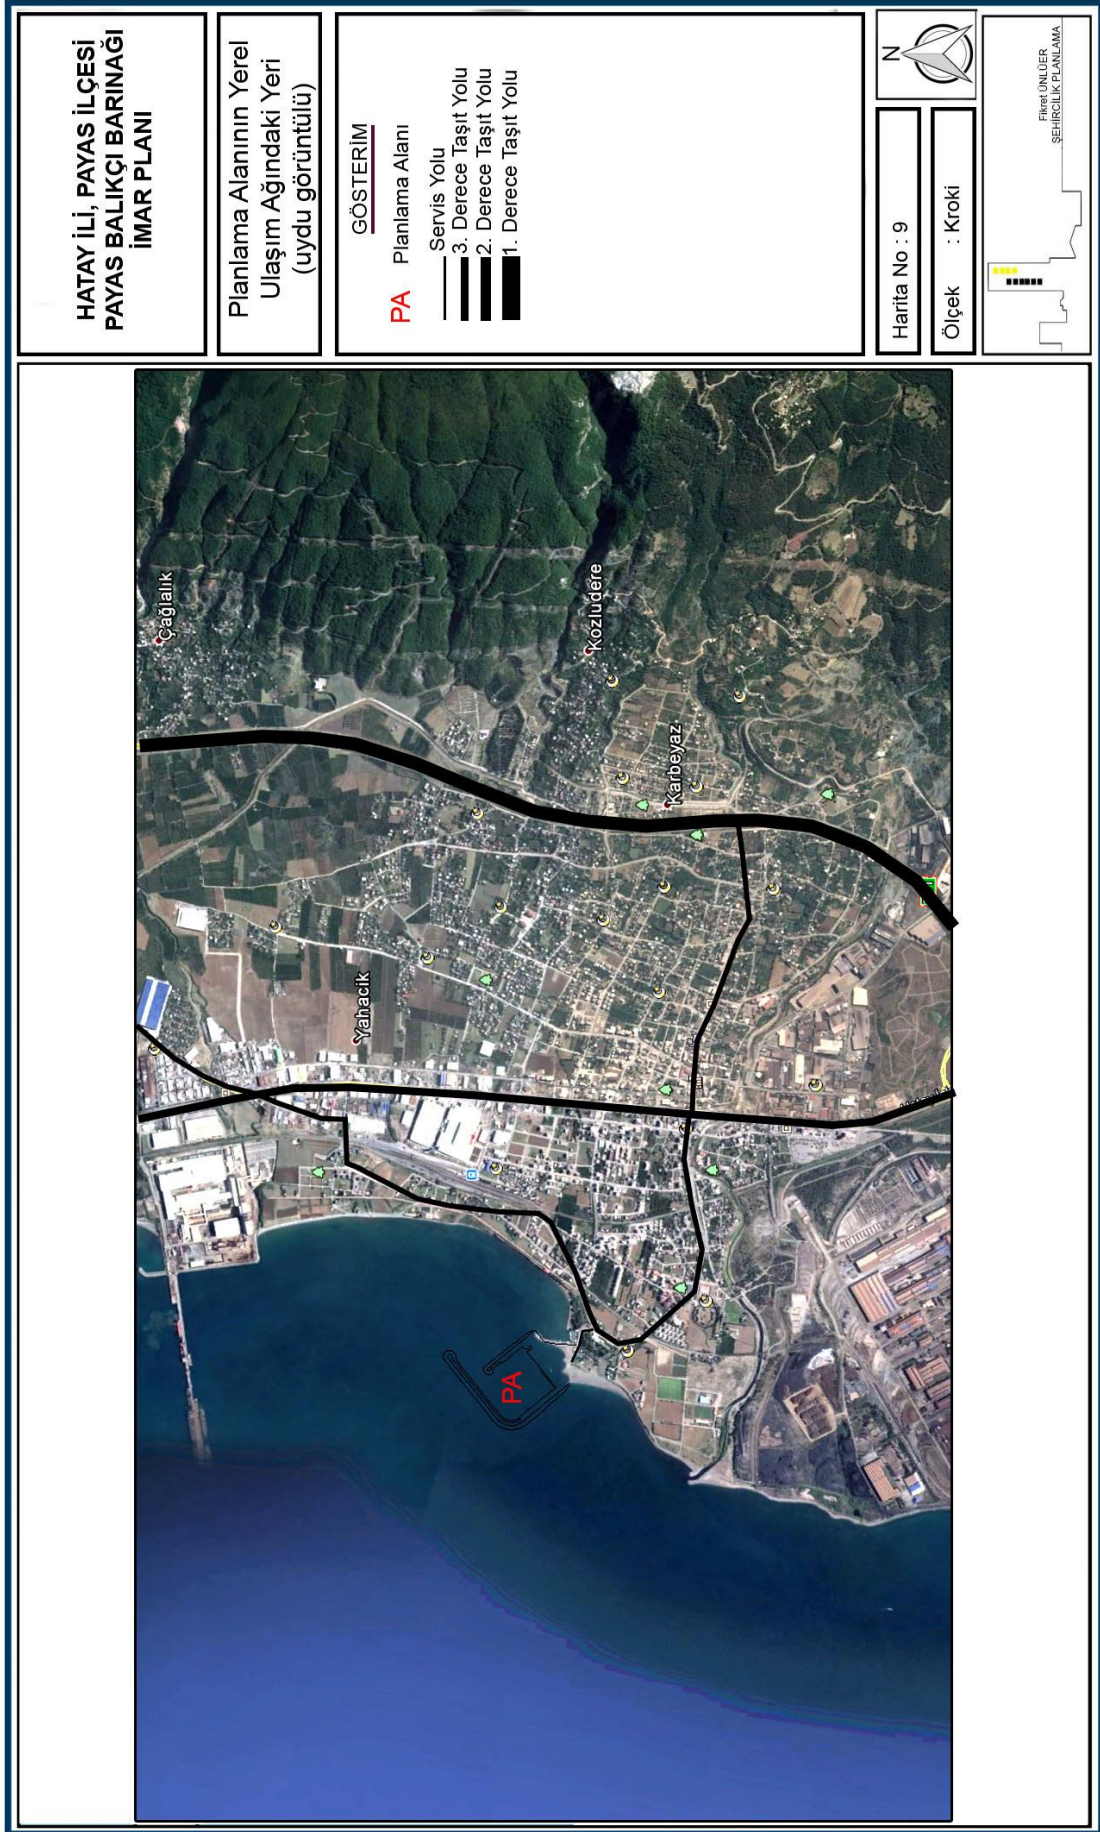 HATAY İLİ, PAYAS İLÇESİ
PAYAS BALIKÇI BARINAĞI
İMAR PLANI
Planlama Alanının Yerel
Ulaşım Ağındaki Yeri
(uydu görüntülü)
GÖSTERİM
PA Planlama Alanı
Servis Yolu
3. Derece Taşıt Yolu
2. Derece Taşıt Yolu
1. Derece Taşıt Yolu
Harita No : 9
Ölçek : Kroki
N
Fikret ÜNLÜER
ŞEHİRCİLİK PLANLAMA
Çağlalık
Kozludere
Karbeyaz
Yahacik
PA